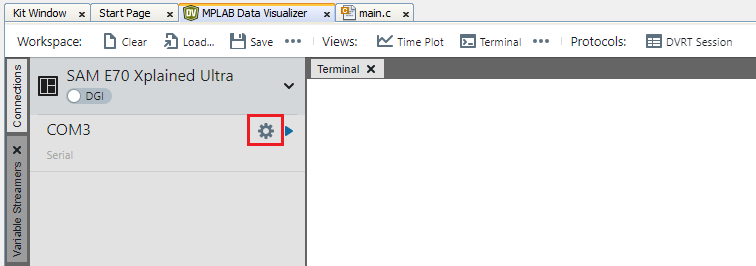 Kit Window Start Page MPLAB Data Visualizer main.c
Workspace: Clear Load... Save Views: Time Plot Terminal Protocols: DVRT Session
Connections
SAM E70 Xplained Ultra
DGI
Terminal
COM3
Serial
Variable Streamers